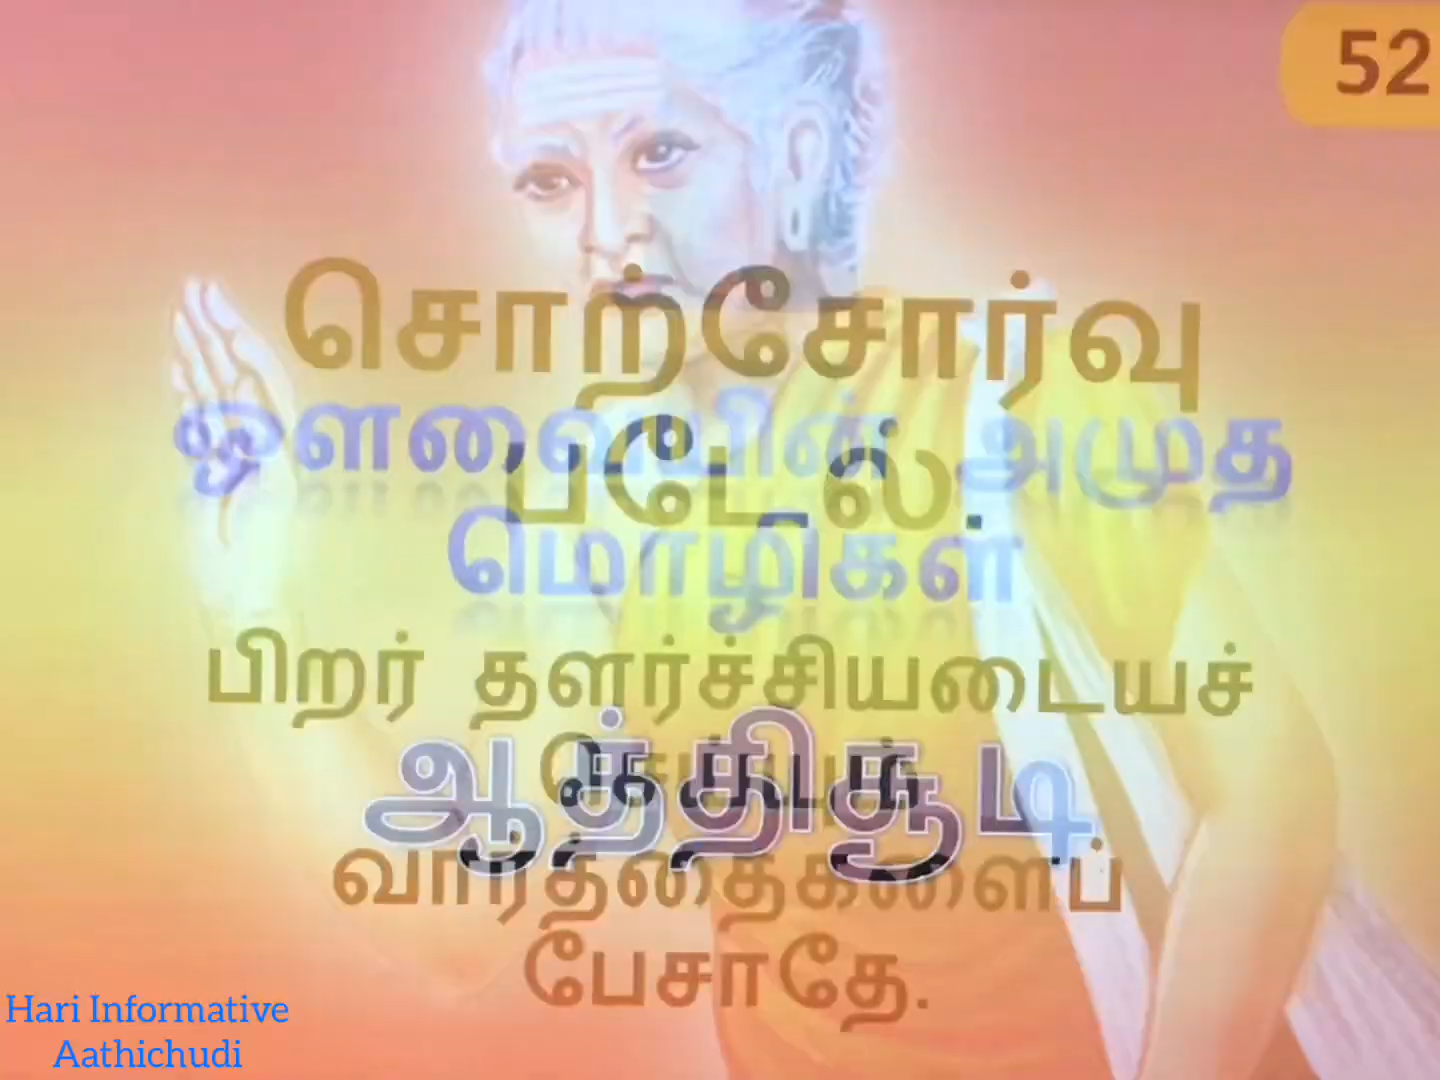 52
சொற்சோர்வு
ஔவையின் அமுத
படேல்
மொழிகள்
பிறர் தளர்ச்சியடையச்
ஆத்திசூடி
வார்த்தைகளைப்
பேசாதே.
Hari Informative
Aathichudi